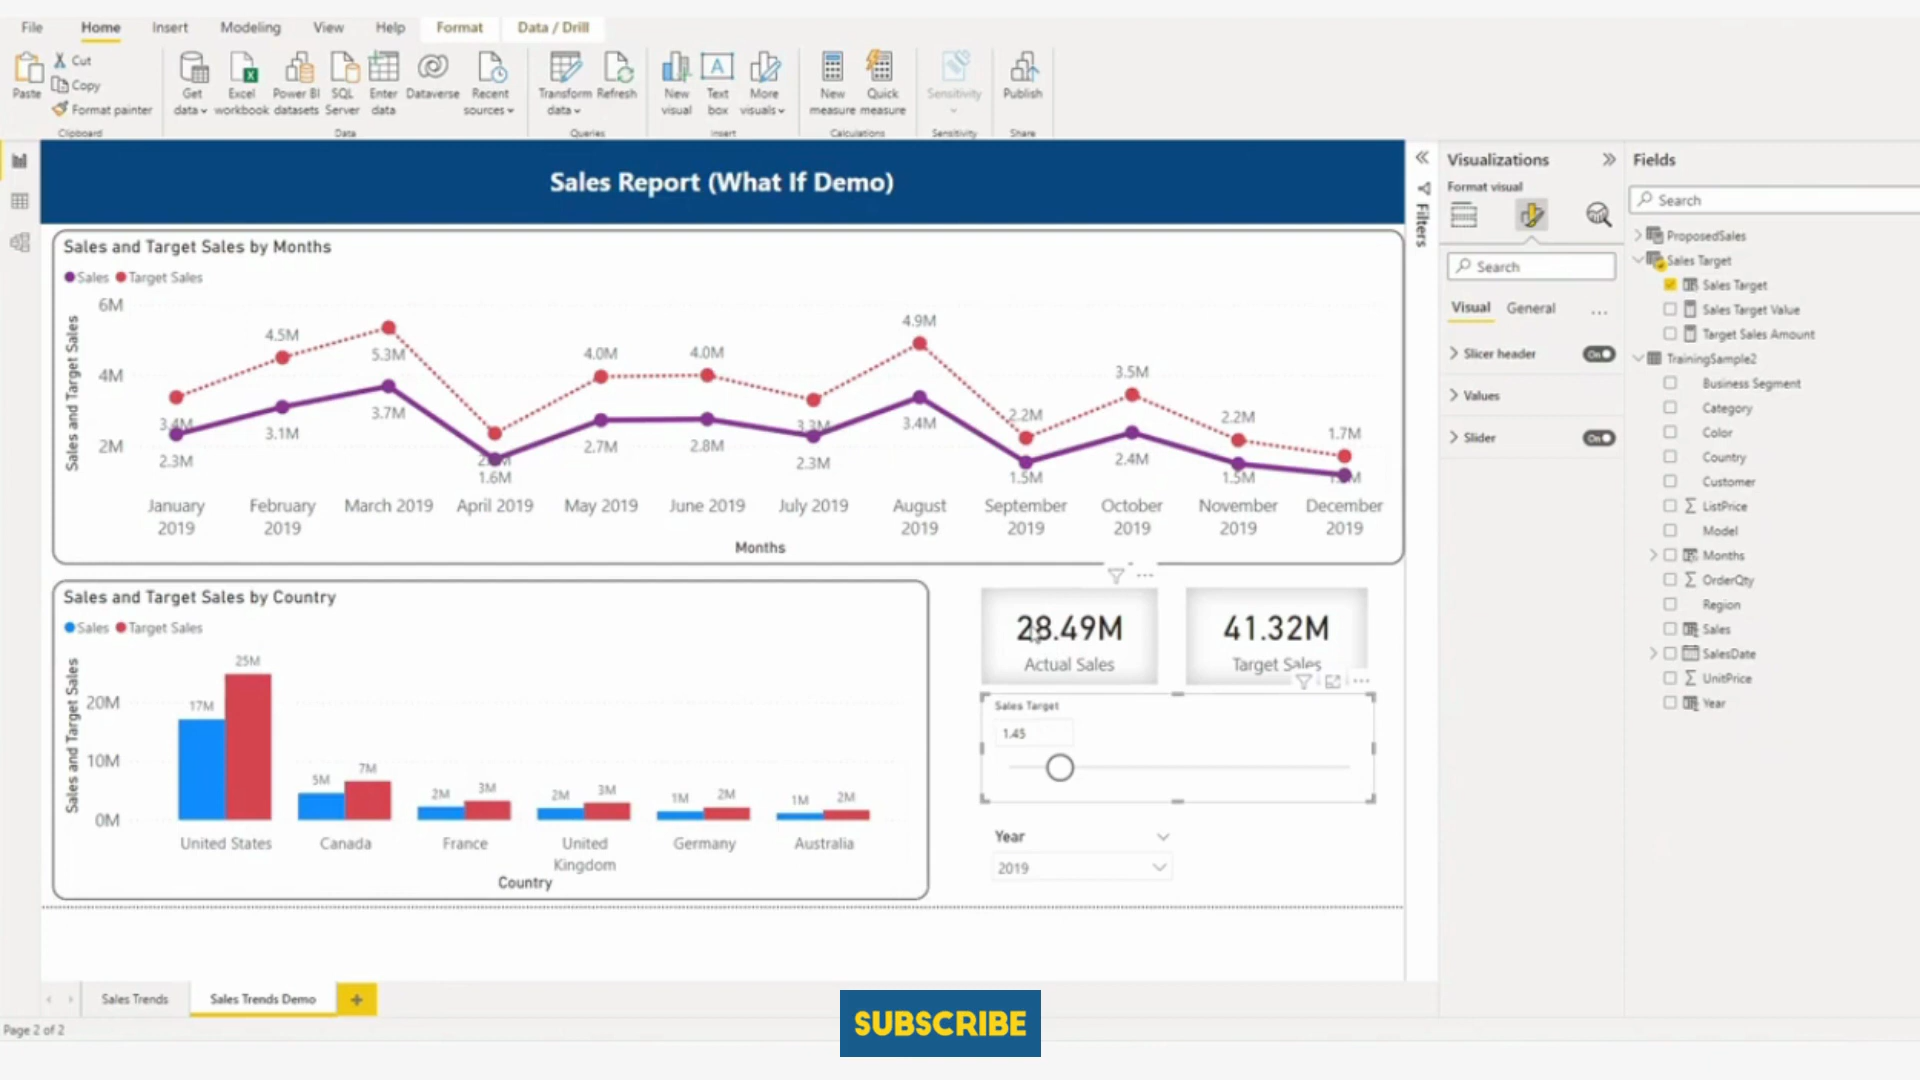 File Home Insert Modeling View Help Format Data / Drill
Paste
Cut
Copy
Format painter
Clipboard
Get data
Excel workbook
Power BI datasets
SQL Server
Enter data
Dataverse
Recent sources
Data
Transform data
Refresh
Queries
New visual
Text box
More visuals
Insert
New measure
Quick measure
Calculations
Sensitivity
Sensitivity
Publish
Share
Sales Report (What If Demo)
Sales and Target Sales by Months
Sales Target Sales
Sales and Target Sales
6M
4M
2M
3.4M 4.5M 5.3M 4.0M 4.0M 3.3M 4.9M 2.2M 3.5M 2.2M 1.7M
2.3M 3.1M 3.7M 1.6M 2.7M 2.8M 2.3M 3.4M 1.5M 2.4M 1.5M
January 2019
February 2019
March 2019
April 2019
May 2019
June 2019
July 2019
August 2019
September 2019
October 2019
November 2019
December 2019
Months
Sales and Target Sales by Country
Sales Target Sales
Sales and Target Sales
20M
10M
0M
17M 25M
5M 7M
2M 3M
2M 3M
1M 2M
1M 2M
United States
Canada
France
United Kingdom
Germany
Australia
Country
28.49M
Actual Sales
41.32M
Target Sales
Sales Target
1.45
Year
2019
Filters
Visualizations
Format visual
Search
Visual General ...
Slicer header On
Values
Slider On
Fields
Search
ProposedSales
Sales Target
Sales Target
Sales Target Value
Target Sales Amount
TrainingSample2
Business Segment
Category
Color
Country
Customer
ListPrice
Model
Months
OrderQty
Region
Sales
SalesDate
UnitPrice
Year
Sales Trends
Sales Trends Demo
+
Page 2 of 2
SUBSCRIBE